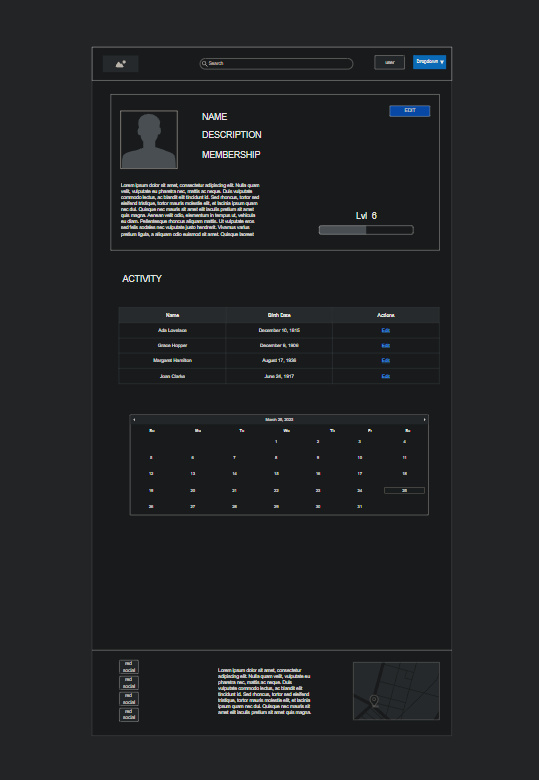 Search
user
Dropdown
EDIT
NAME
DESCRIPTION
MEMBERSHIP
Lorem ipsum dolor sit amet, consectetur adipiscing elit. Nulla quam
velit, vulputate eu pharetra nec, mattis ac neque. Duis vulputate
commodo lectus, ac blandit elit tincidunt id. Sed rhoncus, tortor sed
eleifend tristique, tortor mauris molestie elit, et lacinia ipsum quam
nec dui. Quisque nec mauris sit amet elit iaculis pretium sit amet
quis magna. Aenean velit odio, elementum in tempus ut, vehicula
eu diam. Pellentesque rhoncus aliquam mattis. Ut vulputate eros
sed felis sodales nec vulputate justo hendrerit. Vivamus varius
pretium ligula, a aliquam odio euismod sit amet. Quisque laoreet
Lvl 6
ACTIVITY
Name Birth Date Actions
Ada Lovelace December 10, 1815 Edit
Grace Hopper December 9, 1906 Edit
Margaret Hamilton August 17, 1936 Edit
Joan Clarke June 24, 1917 Edit
Su Mo Tu We Th Fr Sa
1 2 3 4
5 6 7 8 9 10 11
12 13 14 15 16 17 18
19 20 21 22 23 24 25
26 27 28 29 30 31
red
social
red
social
red
social
red
social
Lorem ipsum dolor sit amet, consectetur
adipiscing elit. Nulla quam velit, vulputate eu
pharetra nec, mattis ac neque. Duis
vulputate commodo lectus, ac blandit elit
tincidunt id. Sed rhoncus, tortor sed eleifend
tristique, tortor mauris molestie elit, et lacinia
ipsum quam nec dui. Quisque nec mauris sit
amet elit iaculis pretium sit amet quis magna.